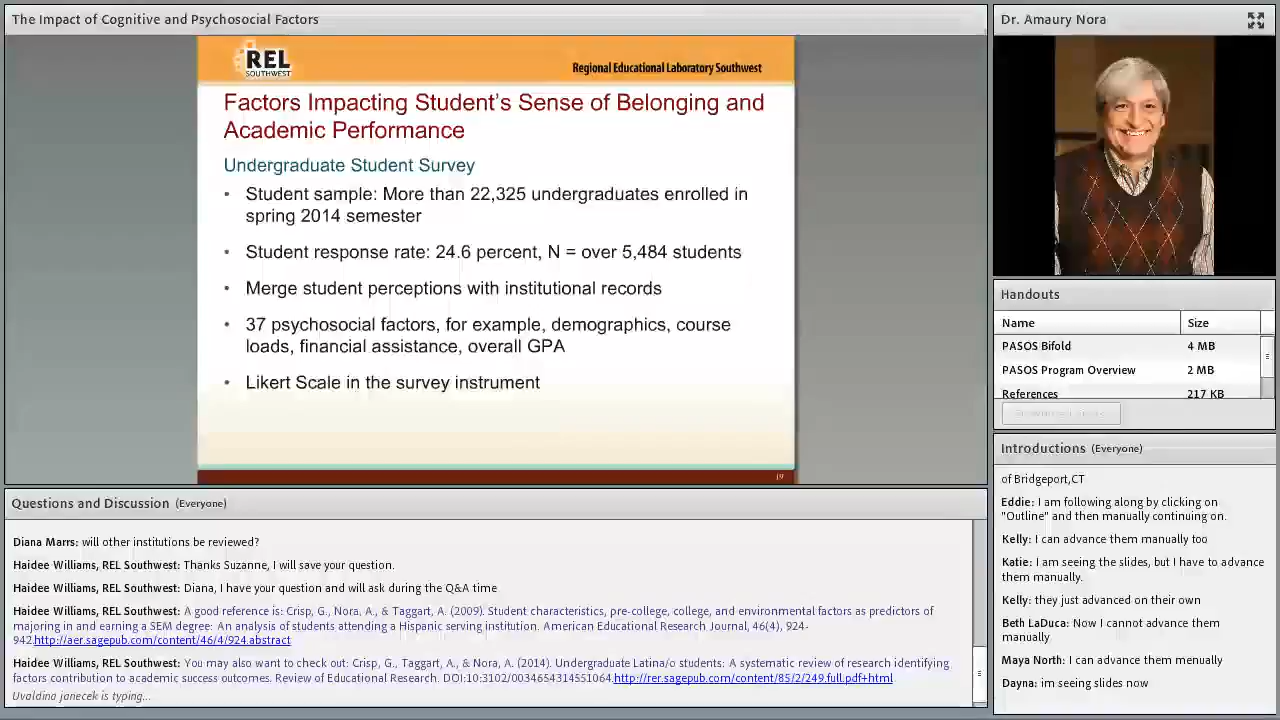 The Impact of Cognitive and Psychosocial Factors
REL
SOUTHWEST
Regional Educational Laboratory Southwest
Factors Impacting Student's Sense of Belonging and
Academic Performance
Undergraduate Student Survey
• Student sample: More than 22,325 undergraduates enrolled in
spring 2014 semester
• Student response rate: 24.6 percent, N = over 5,484 students
• Merge student perceptions with institutional records
• 37 psychosocial factors, for example, demographics, course
loads, financial assistance, overall GPA
• Likert Scale in the survey instrument
19
Questions and Discussion (Everyone)
Diana Marrs: will other institutions be reviewed?
Haidee Williams, REL Southwest: Thanks Suzanne, I will save your question.
Haidee Williams, REL Southwest: Diana, I have your question and will ask during the Q&A time
Haidee Williams, REL Southwest: A good reference is: Crisp, G., Nora, A., & Taggart, A. (2009). Student characteristics, pre-college, college, and environmental factors as predictors of
majoring in and earning a SEM degree: An analysis of students attending a Hispanic serving institution. American Educational Research Journal, 46(4), 924-
942.http://aer.sagepub.com/content/46/4/924.abstract
Haidee Williams, REL Southwest: You may also want to check out: Crisp, G., Taggart, A., & Nora, A. (2014). Undergraduate Latina/o students: A systematic review of research identifying
factors contribution to academic success outcomes. Review of Educational Research. DOI:10:3102/0034654314551064.http://rer.sagepub.com/content/85/2/249.full.pdf+html
Uvaldina janecek is typing...
Dr. Amaury Nora
Handouts
Name Size
PASOS Bifold 4 MB
PASOS Program Overview 2 MB
References 217 KB
Introductions (Everyone)
of Bridgeport,CT
Eddie: I am following along by clicking on
"Outline" and then manually continuing on.
Kelly: I can advance them manually too
Katie: I am seeing the slides, but I have to advance
them manually.
Kelly: they just advanced on their own
Beth LaDuca: Now I cannot advance them
manually
Maya North: I can advance them menually
Dayna: im seeing slides now